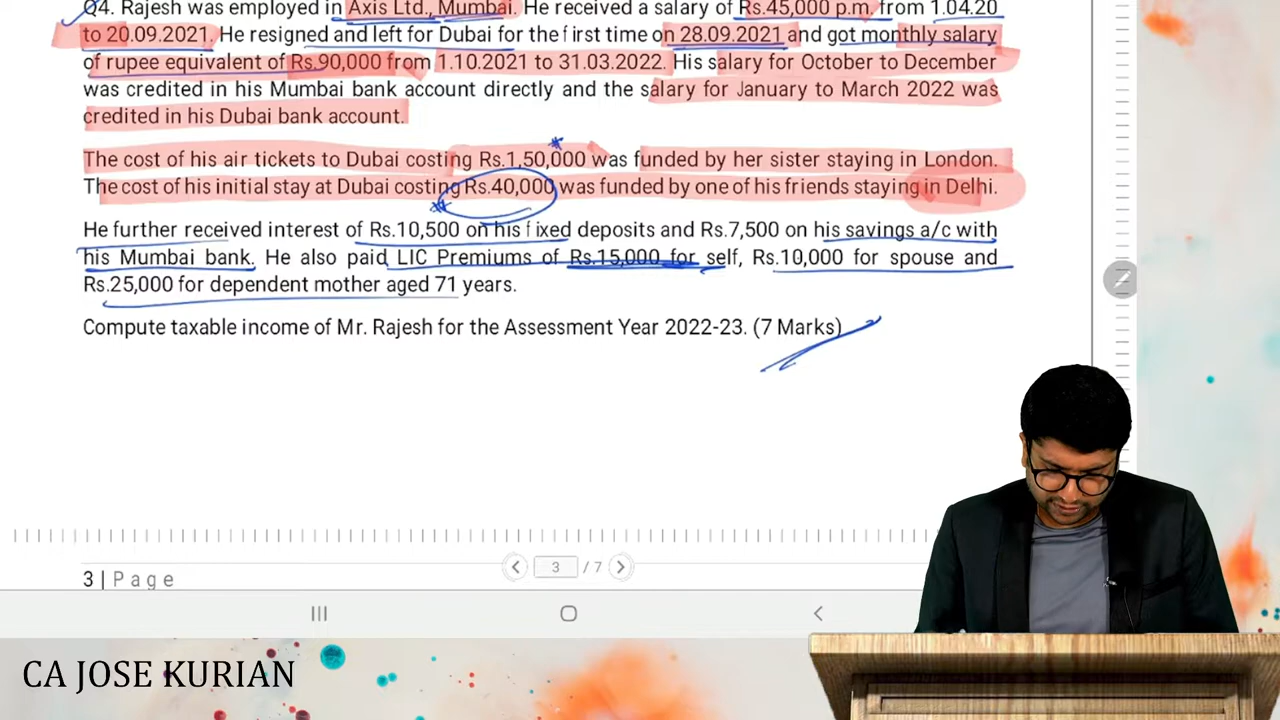 Q4. Rajesh was employed in Axis Ltd., Mumbai. He received a salary of Rs.45,000 p.m. from 1.04.20
to 20.09.2021. He resigned and left for Dubai for the first time on 28.09.2021 and got monthly salary
of rupee equivalent of Rs.90,000 from 1.10.2021 to 31.03.2022. His salary for October to December
was credited in his Mumbai bank account directly and the salary for January to March 2022 was
credited in his Dubai bank account.
The cost of his air tickets to Dubai costing Rs.1,50,000 was funded by her sister staying in London.
The cost of his initial stay at Dubai costing Rs.40,000 was funded by one of his friends staying in Delhi.
He further received interest of Rs.10,500 on his fixed deposits and Rs.7,500 on his savings a/c with
his Mumbai bank. He also paid LIC Premiums of Rs.15,000 for self, Rs.10,000 for spouse and
Rs.25,000 for dependent mother aged 71 years.
Compute taxable income of Mr. Rajesh for the Assessment Year 2022-23. (7 Marks)
3 / 7
3 | Page
CA JOSE KURIAN